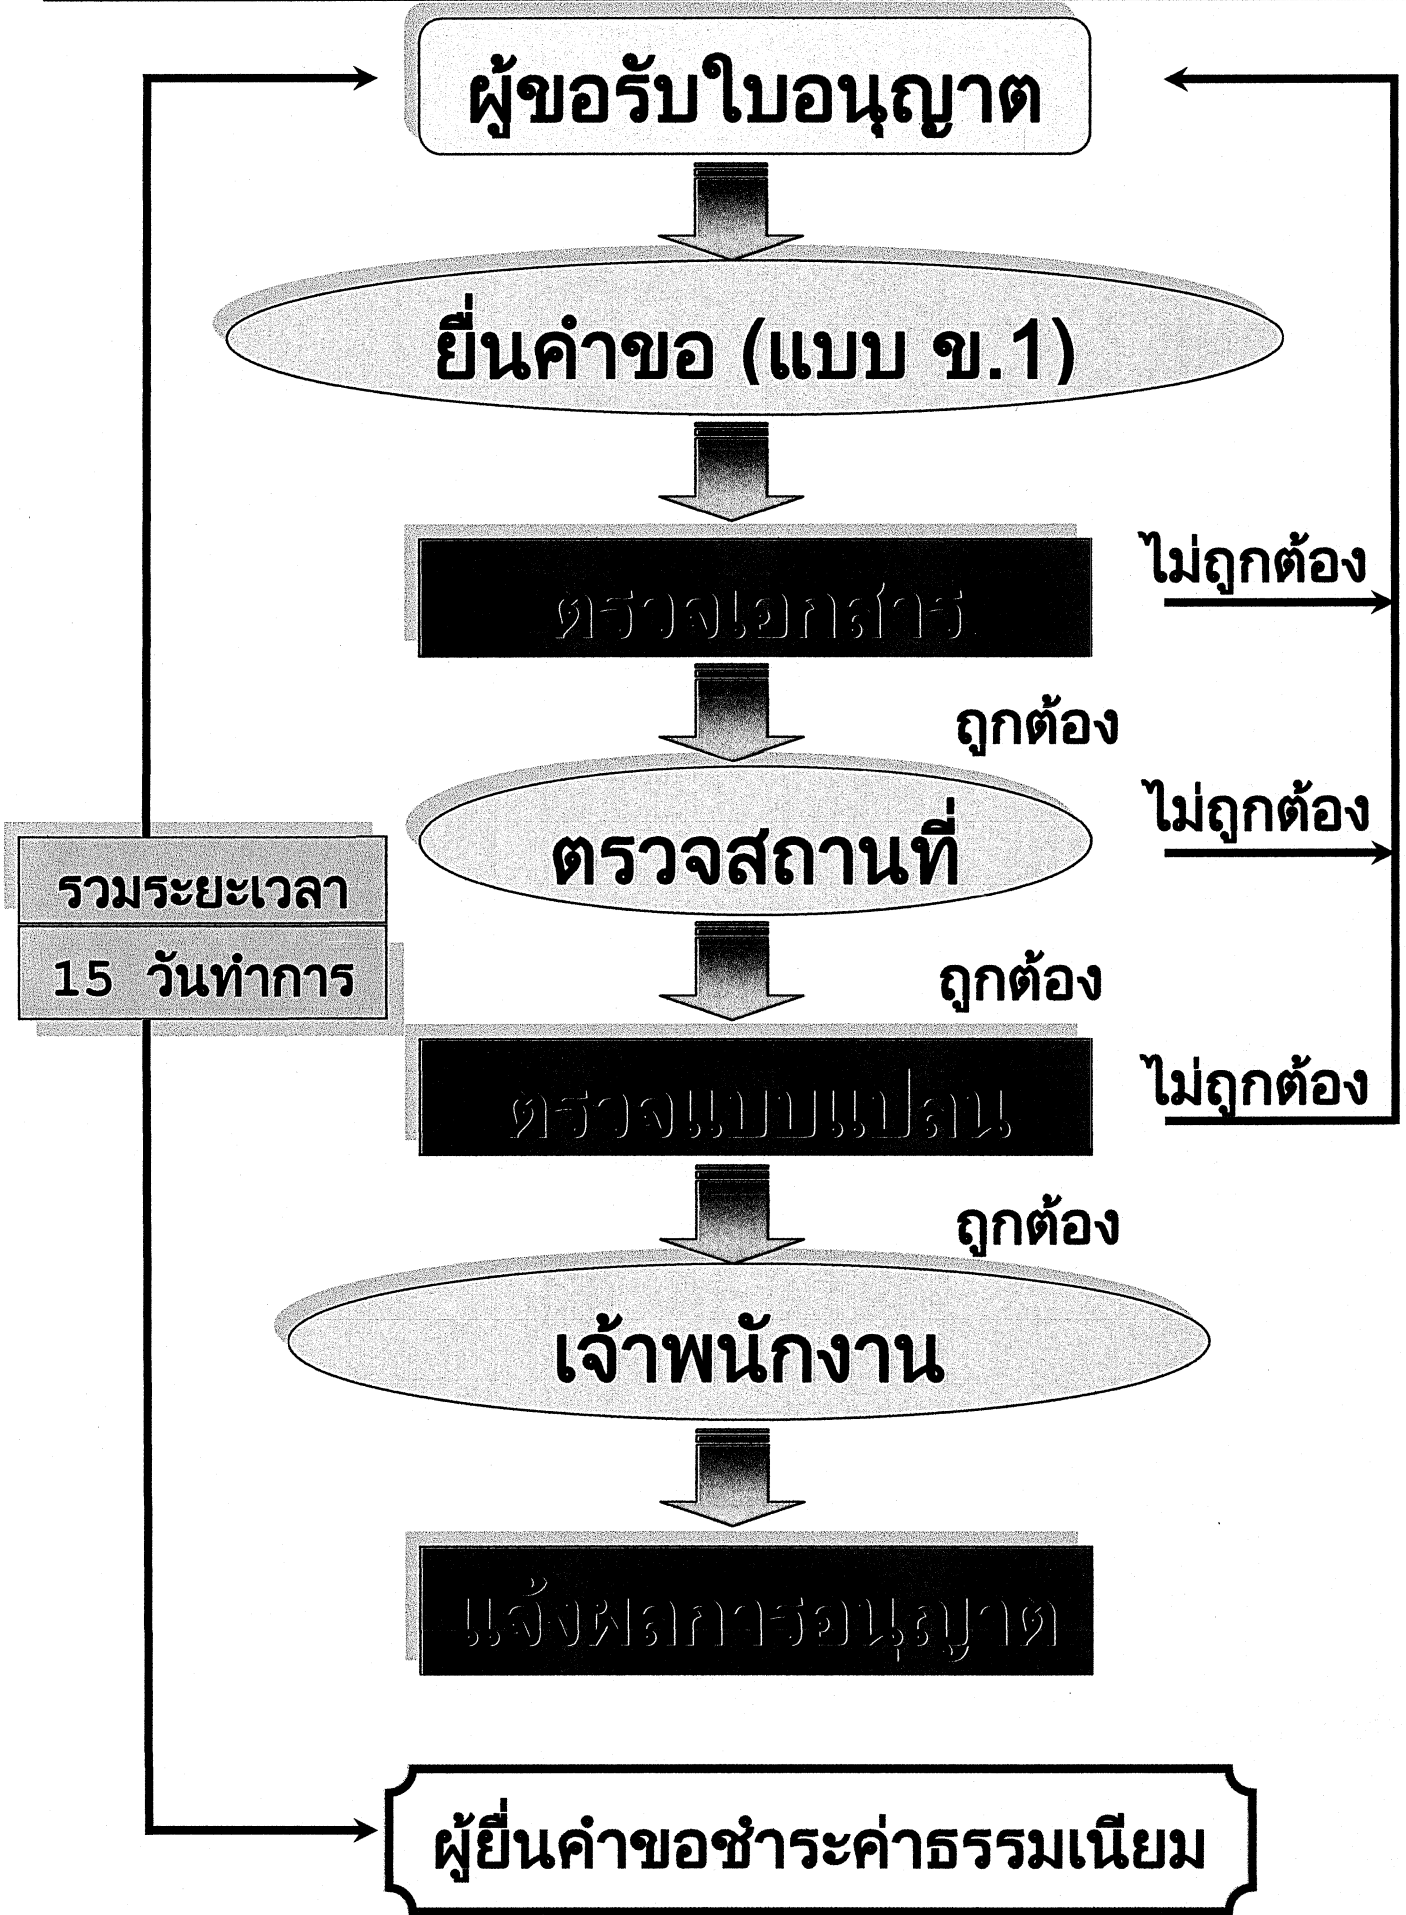 ผู้ขอรับใบอนุญาต
ยื่นคำขอ (แบบ ข.1)
ตรวจเอกสาร
ไม่ถูกต้อง
ถูกต้อง
ตรวจสถานที่
ไม่ถูกต้อง
รวมระยะเวลา
15 วันทำการ
ถูกต้อง
ตรวจแบบแปลน
ไม่ถูกต้อง
ถูกต้อง
เจ้าพนักงาน
แจ้งผลการอนุญาต
ผู้ยื่นคำขอชำระค่าธรรมเนียม